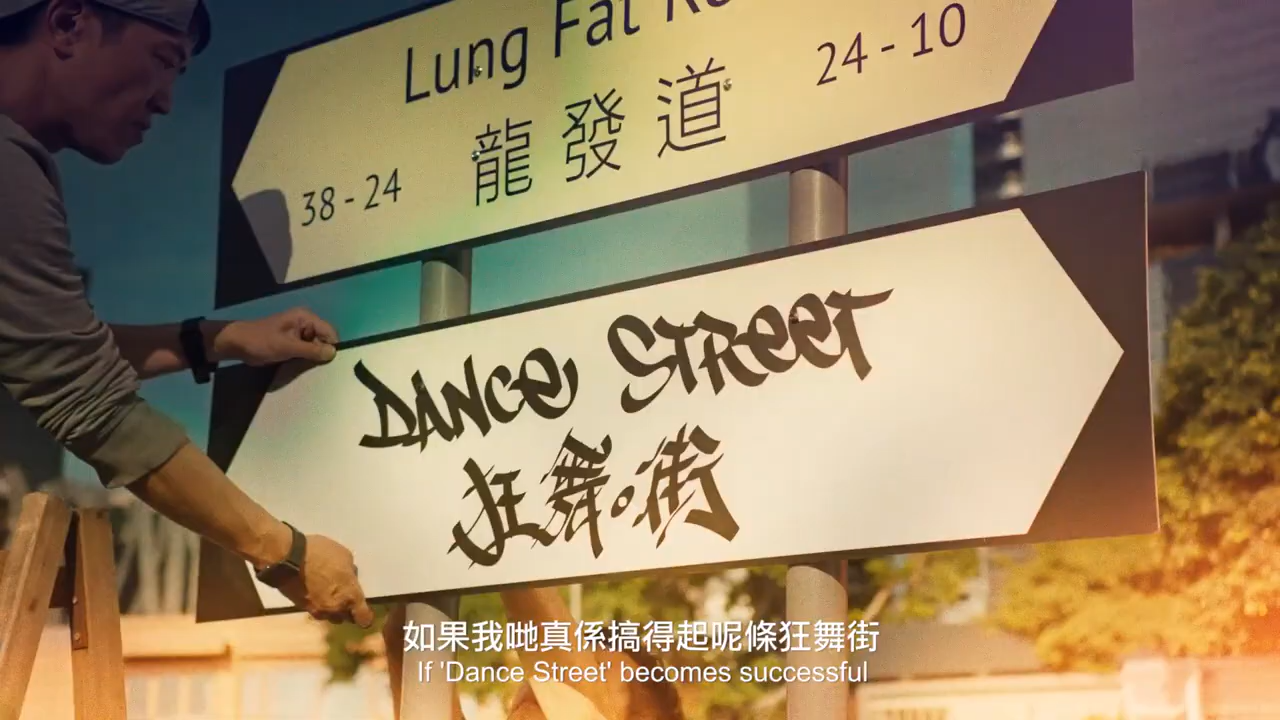 Lung Fat
龍發道
38 - 24
24 - 10
DANCE STREET
狂舞·街
如果我哋真係搞得起呢條狂舞街
If 'Dance Street' becomes successful